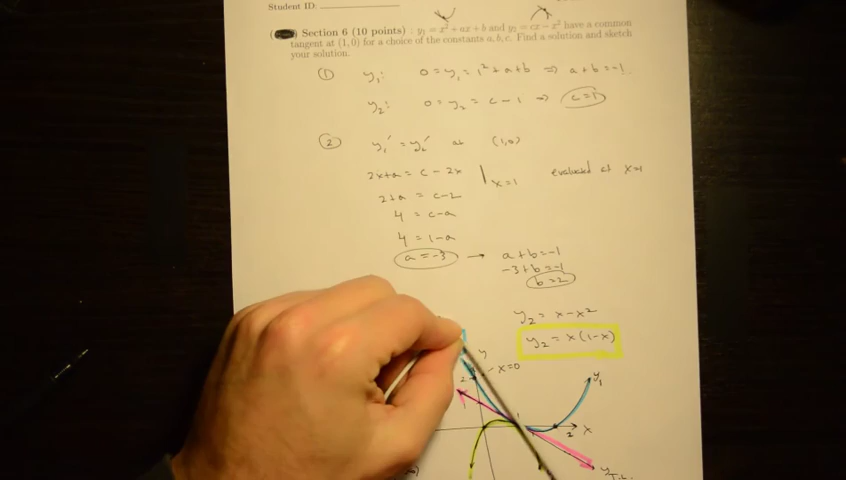 Student ID:
Section 6 (10 points) : y₁ = x² + ax + b and y₂ = cx − x² have a common
tangent at (1, 0) for a choice of the constants a, b, c. Find a solution and sketch
your solution.
① y₁: 0 = y₁ = 1² + a + b ⇒ a + b = -1
y₂: 0 = y₂ = c - 1 ⇒ c = 1
② y₁' = y₂' at (1,0)
2x+a = c - 2x | x=1 evaluated at x=1
2+a = c-2
4 = c-a
4 = 1-a
a = -3 → a+b=-1
-3+b=-1
b=2
y₂ = x-x²
y₂ = x(1-x)
y
x=0
2
y₁
1
2 x